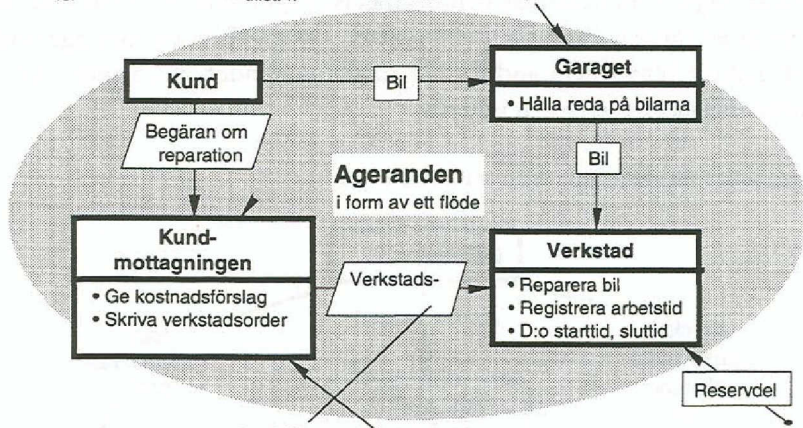 Kund
Bil
Garaget
• Hålla reda på bilarna
Begäran om
reparation
Bil
Ageranden
i form av ett flöde
Kund-
mottagningen
• Ge kostnadsförslag
• Skriva verkstadsorder
Verkstads-
Verkstad
• Reparera bil
• Registrera arbetstid
• D:o starttid, sluttid
Reservdel